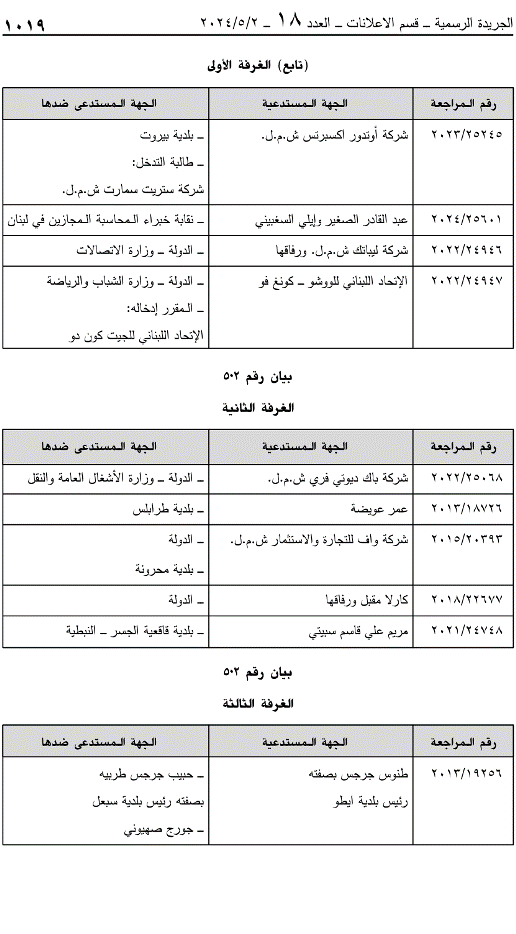 الجريدة الرسمية – قسم الاعلانات – العدد ١٨ – ٢٠٢٤/٥/٢ ١٠١٩
(تابع) الغرفة الأولى
رقم المراجعة الجهة المستدعية الجهة المستدعى ضدها
٢٠٢٣/٢٥٢٤٥ شركة أوتدور اكسبرتس ش.م.ل. – بلدية بيروت
– طالبة التدخل:
شركة ستريت سمارت ش.م.ل.
٢٠٢٤/٢٥٦٠١ عبد القادر الصغير وإيلي السغبيني – نقابة خبراء المحاسبة المجازين في لبنان
٢٠٢٢/٢٤٩٤٦ شركة ليباتك ش.م.ل. ورفاقها – الدولة – وزارة الاتصالات
٢٠٢٢/٢٤٩٤٧ الإتحاد اللبناني للووشو – كونغ فو – الدولة – وزارة الشباب والرياضة
– المقرر إدخاله:
الإتحاد اللبناني للجيت كون دو
بيان رقم ٥٠٢
الغرفة الثانية
رقم المراجعة الجهة المستدعية الجهة المستدعى ضدها
٢٠٢٢/٢٥٠٦٨ شركة باك ديوتي فري ش.م.ل. – الدولة – وزارة الأشغال العامة والنقل
٢٠١٣/١٨٧٢٦ عمر عويضة – بلدية طرابلس
٢٠١٥/٢٠٣٩٣ شركة واف للتجارة والاستثمار ش.م.ل. – الدولة
– بلدية محرونة
٢٠١٨/٢٢٦٧٧ كارلا مقبل ورفاقها – الدولة
٢٠٢١/٢٤٧٤٨ مريم علي قاسم سبيتي – بلدية قاقعية الجسر – النبطية
بيان رقم ٥٠٢
الغرفة الثالثة
رقم المراجعة الجهة المستدعية الجهة المستدعى ضدها
٢٠١٣/١٩٢٥٦ طنوس جرجس بصفته – حبيب جرجس طربيه
رئيس بلدية ايطو بصفته رئيس بلدية سبعل
– جورج صهيوني